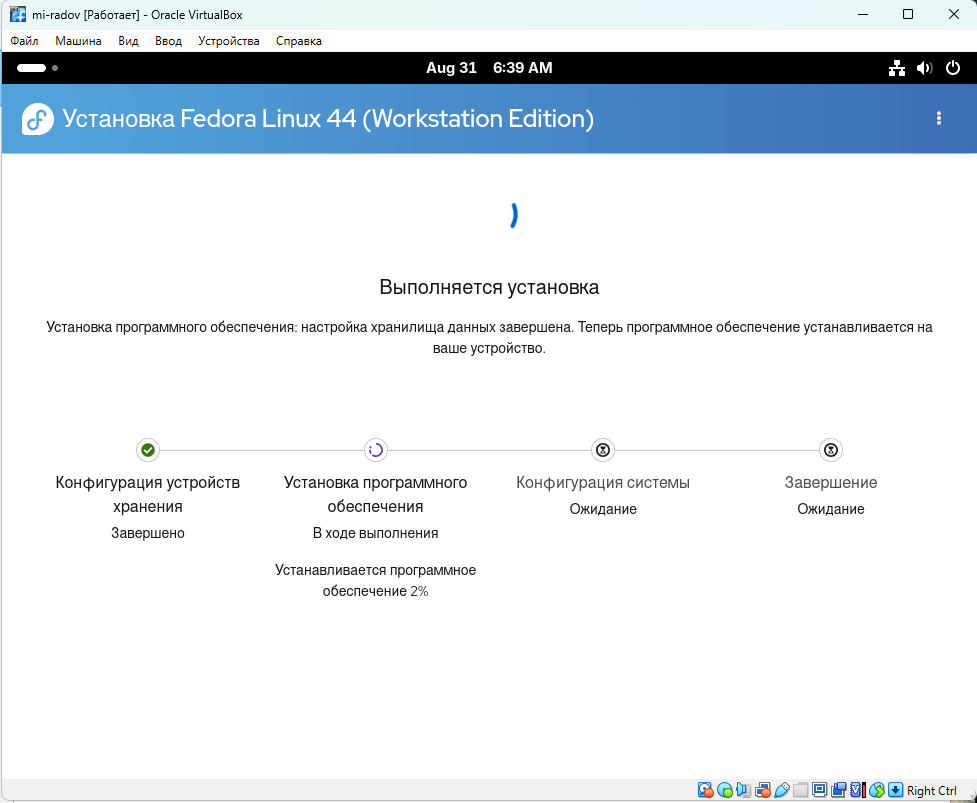 mi-radov [Работает] - Oracle VirtualBox
Файл Машина Вид Ввод Устройства Справка
Aug 31 6:39 AM
Установка Fedora Linux 44 (Workstation Edition)
Выполняется установка
Установка программного обеспечения: настройка хранилища данных завершена. Теперь программное обеспечение устанавливается на
ваше устройство.
Конфигурация устройств
хранения
Завершено
Установка программного
обеспечения
В ходе выполнения
Устанавливается программное
обеспечение 2%
Конфигурация системы
Ожидание
Завершение
Ожидание
Right Ctrl